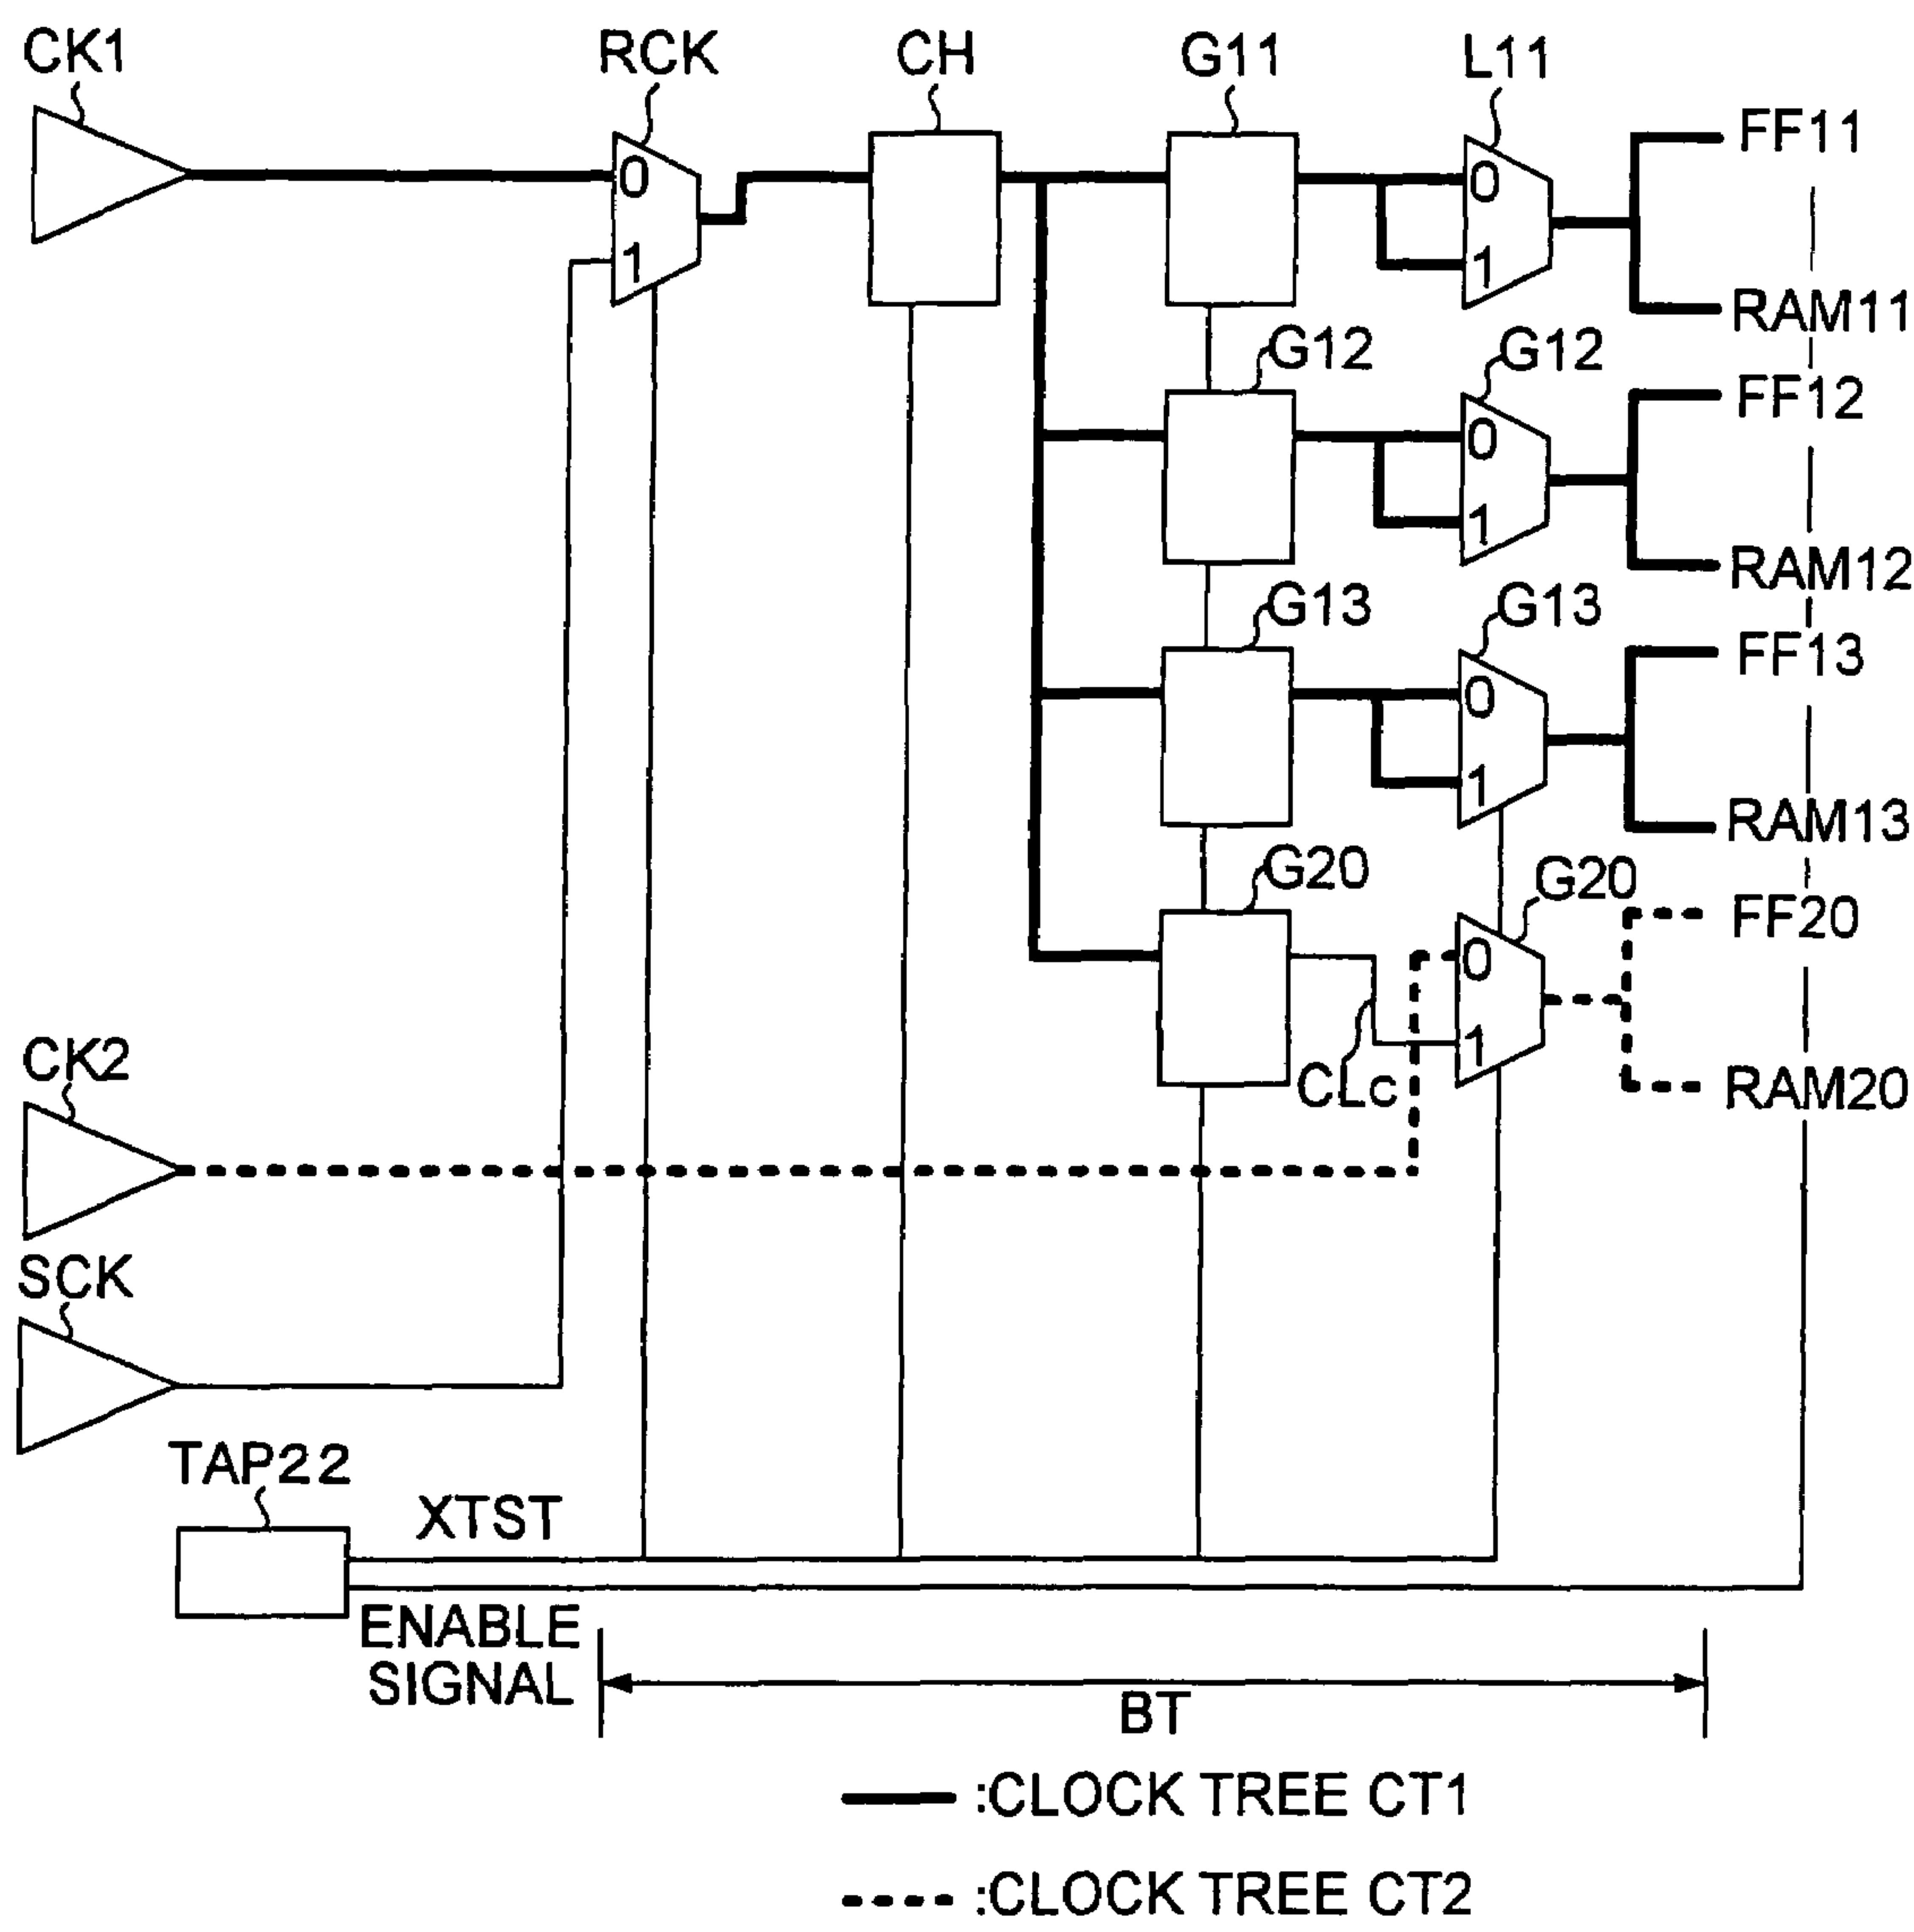 CK1
RCK
CH
G11
L11
0
1
0
1
FF11
RAM11
G12
G12
0
1
FF12
RAM12
G13
G13
0
1
FF13
RAM13
G20
G20
0
1
CLc
FF20
RAM20
CK2
SCK
TAP22
XTST
ENABLE
SIGNAL
BT
:CLOCK TREE CT1
:CLOCK TREE CT2